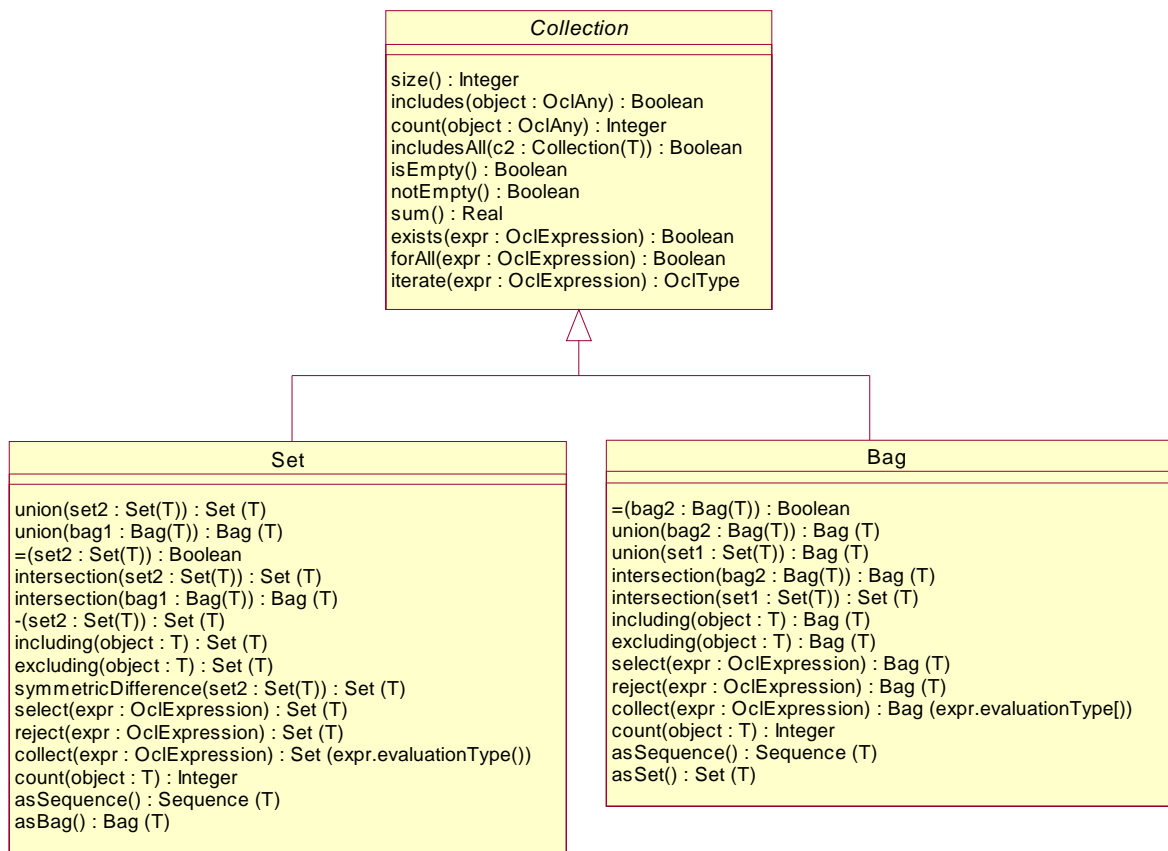 Collection
size() : Integer
includes(object : OclAny) : Boolean
count(object : OclAny) : Integer
includesAll(c2 : Collection(T)) : Boolean
isEmpty() : Boolean
notEmpty() : Boolean
sum() : Real
exists(expr : OclExpression) : Boolean
forAll(expr : OclExpression) : Boolean
iterate(expr : OclExpression) : OclType
Set
union(set2 : Set(T)) : Set (T)
union(bag1 : Bag(T)) : Bag (T)
=(set2 : Set(T)) : Boolean
intersection(set2 : Set(T)) : Set (T)
intersection(bag1 : Bag(T)) : Bag (T)
-(set2 : Set(T)) : Set (T)
including(object : T) : Set (T)
excluding(object : T) : Set (T)
symmetricDifference(set2 : Set(T)) : Set (T)
select(expr : OclExpression) : Set (T)
reject(expr : OclExpression) : Set (T)
collect(expr : OclExpression) : Set (expr.evaluationType())
count(object : T) : Integer
asSequence() : Sequence (T)
asBag() : Bag (T)
Bag
=(bag2 : Bag(T)) : Boolean
union(bag2 : Bag(T)) : Bag (T)
union(set1 : Set(T)) : Bag (T)
intersection(bag2 : Bag(T)) : Bag (T)
intersection(set1 : Set(T)) : Set (T)
including(object : T) : Bag (T)
excluding(object : T) : Bag (T)
select(expr : OclExpression) : Bag (T)
reject(expr : OclExpression) : Bag (T)
collect(expr : OclExpression) : Bag (expr.evaluationType[))
count(object : T) : Integer
asSequence() : Sequence (T)
asSet() : Set (T)